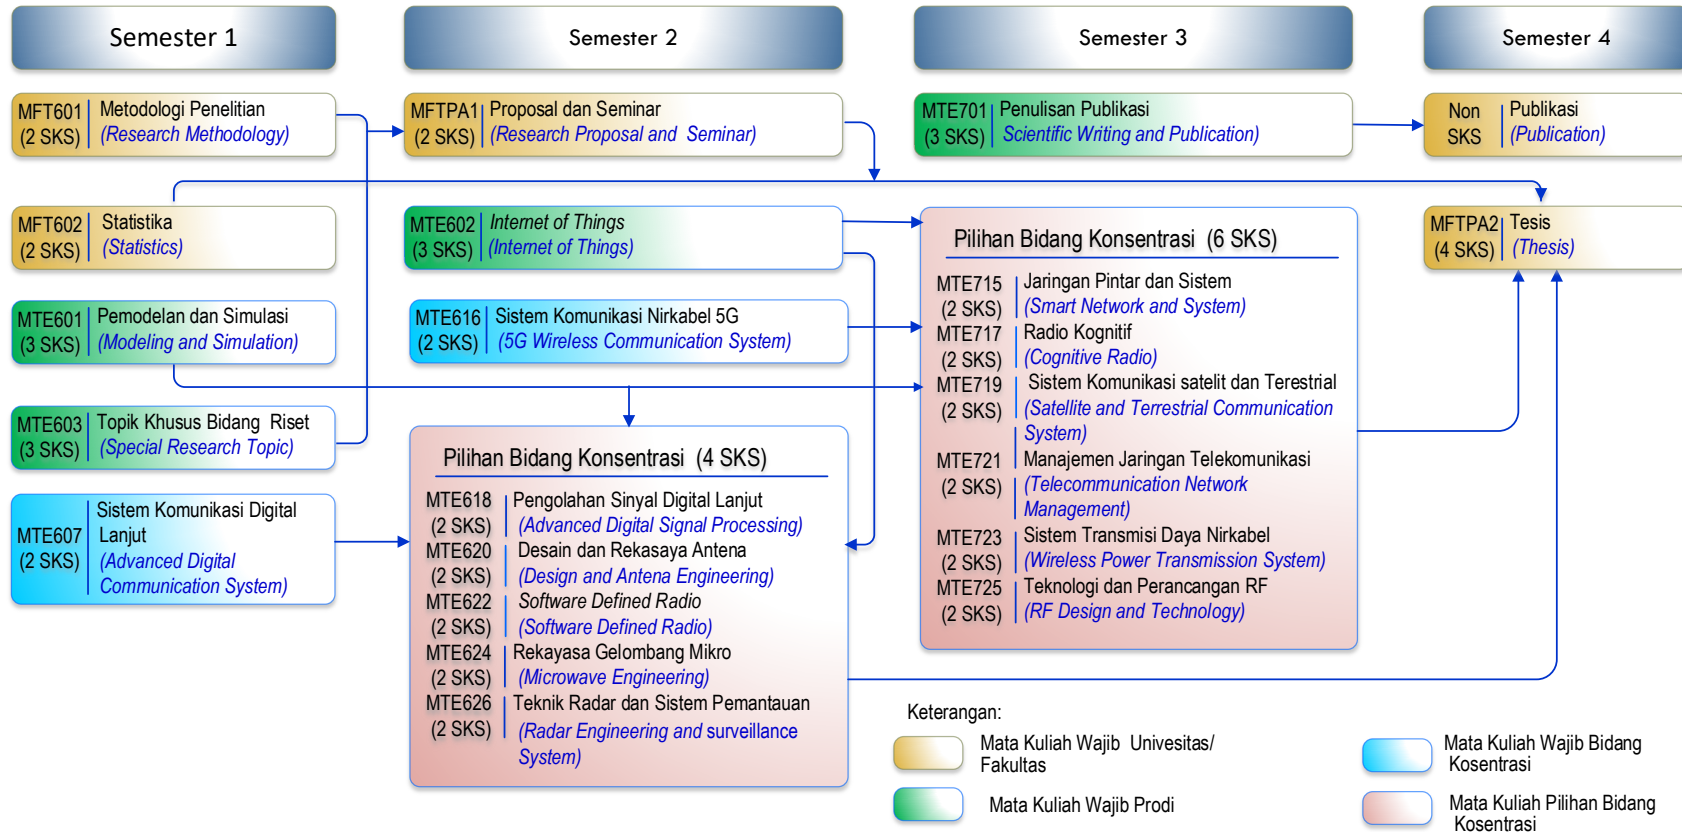 Semester 1
Semester 2
Semester 3
Semester 4
MFT601
(2 SKS)
Metodologi Penelitian
(Research Methodology)
MFTPA1
(2 SKS)
Proposal dan Seminar
(Research Proposal and Seminar)
MTE701
(3 SKS)
Penulisan Publikasi
Scientific Writing and Publication)
Non
SKS
Publikasi
(Publication)
MFT602
(2 SKS)
Statistika
(Statistics)
MTE602
(3 SKS)
Internet of Things
(Internet of Things)
MFTPA2
(4 SKS)
Tesis
(Thesis)
MTE601
(3 SKS)
Pemodelan dan Simulasi
(Modeling and Simulation)
MTE616
(2 SKS)
Sistem Komunikasi Nirkabel 5G
(5G Wireless Communication System)
MTE603
(3 SKS)
Topik Khusus Bidang Riset
(Special Research Topic)
MTE607
(2 SKS)
Sistem Komunikasi Digital
Lanjut
(Advanced Digital
Communication System)
Pilihan Bidang Konsentrasi (4 SKS)
MTE618
(2 SKS)
Pengolahan Sinyal Digital Lanjut
(Advanced Digital Signal Processing)
MTE620
(2 SKS)
Desain dan Rekasaya Antena
(Design and Antena Engineering)
MTE622
(2 SKS)
Software Defined Radio
(Software Defined Radio)
MTE624
(2 SKS)
Rekayasa Gelombang Mikro
(Microwave Engineering)
MTE626
(2 SKS)
Teknik Radar dan Sistem Pemantauan
(Radar Engineering and surveillance
System)
Pilihan Bidang Konsentrasi (6 SKS)
MTE715
(2 SKS)
Jaringan Pintar dan Sistem
(Smart Network and System)
MTE717
(2 SKS)
Radio Kognitif
(Cognitive Radio)
MTE719
(2 SKS)
Sistem Komunikasi satelit dan Terestrial
(Satellite and Terrestrial Communication
System)
MTE721
(2 SKS)
Manajemen Jaringan Telekomunikasi
(Telecommunication Network
Management)
MTE723
(2 SKS)
Sistem Transmisi Daya Nirkabel
(Wireless Power Transmission System)
MTE725
(2 SKS)
Teknologi dan Perancangan RF
(RF Design and Technology)
Keterangan:
Mata Kuliah Wajib Univesitas/
Fakultas
Mata Kuliah Wajib Prodi
Mata Kuliah Wajib Bidang
Kosentrasi
Mata Kuliah Pilihan Bidang
Kosentrasi